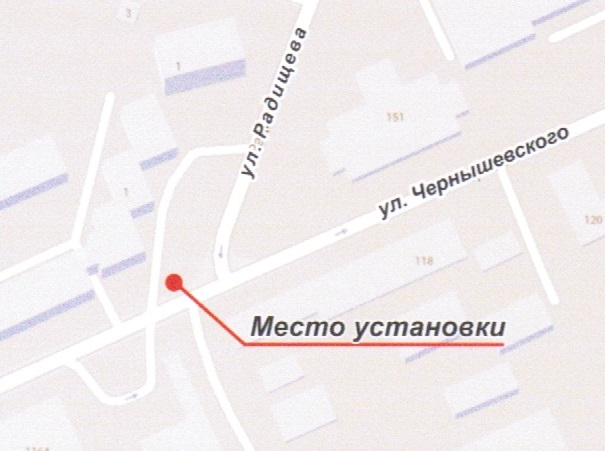 3
1
ул. Радищева
151
ул. Чернышевского
1
120
118
Место установки